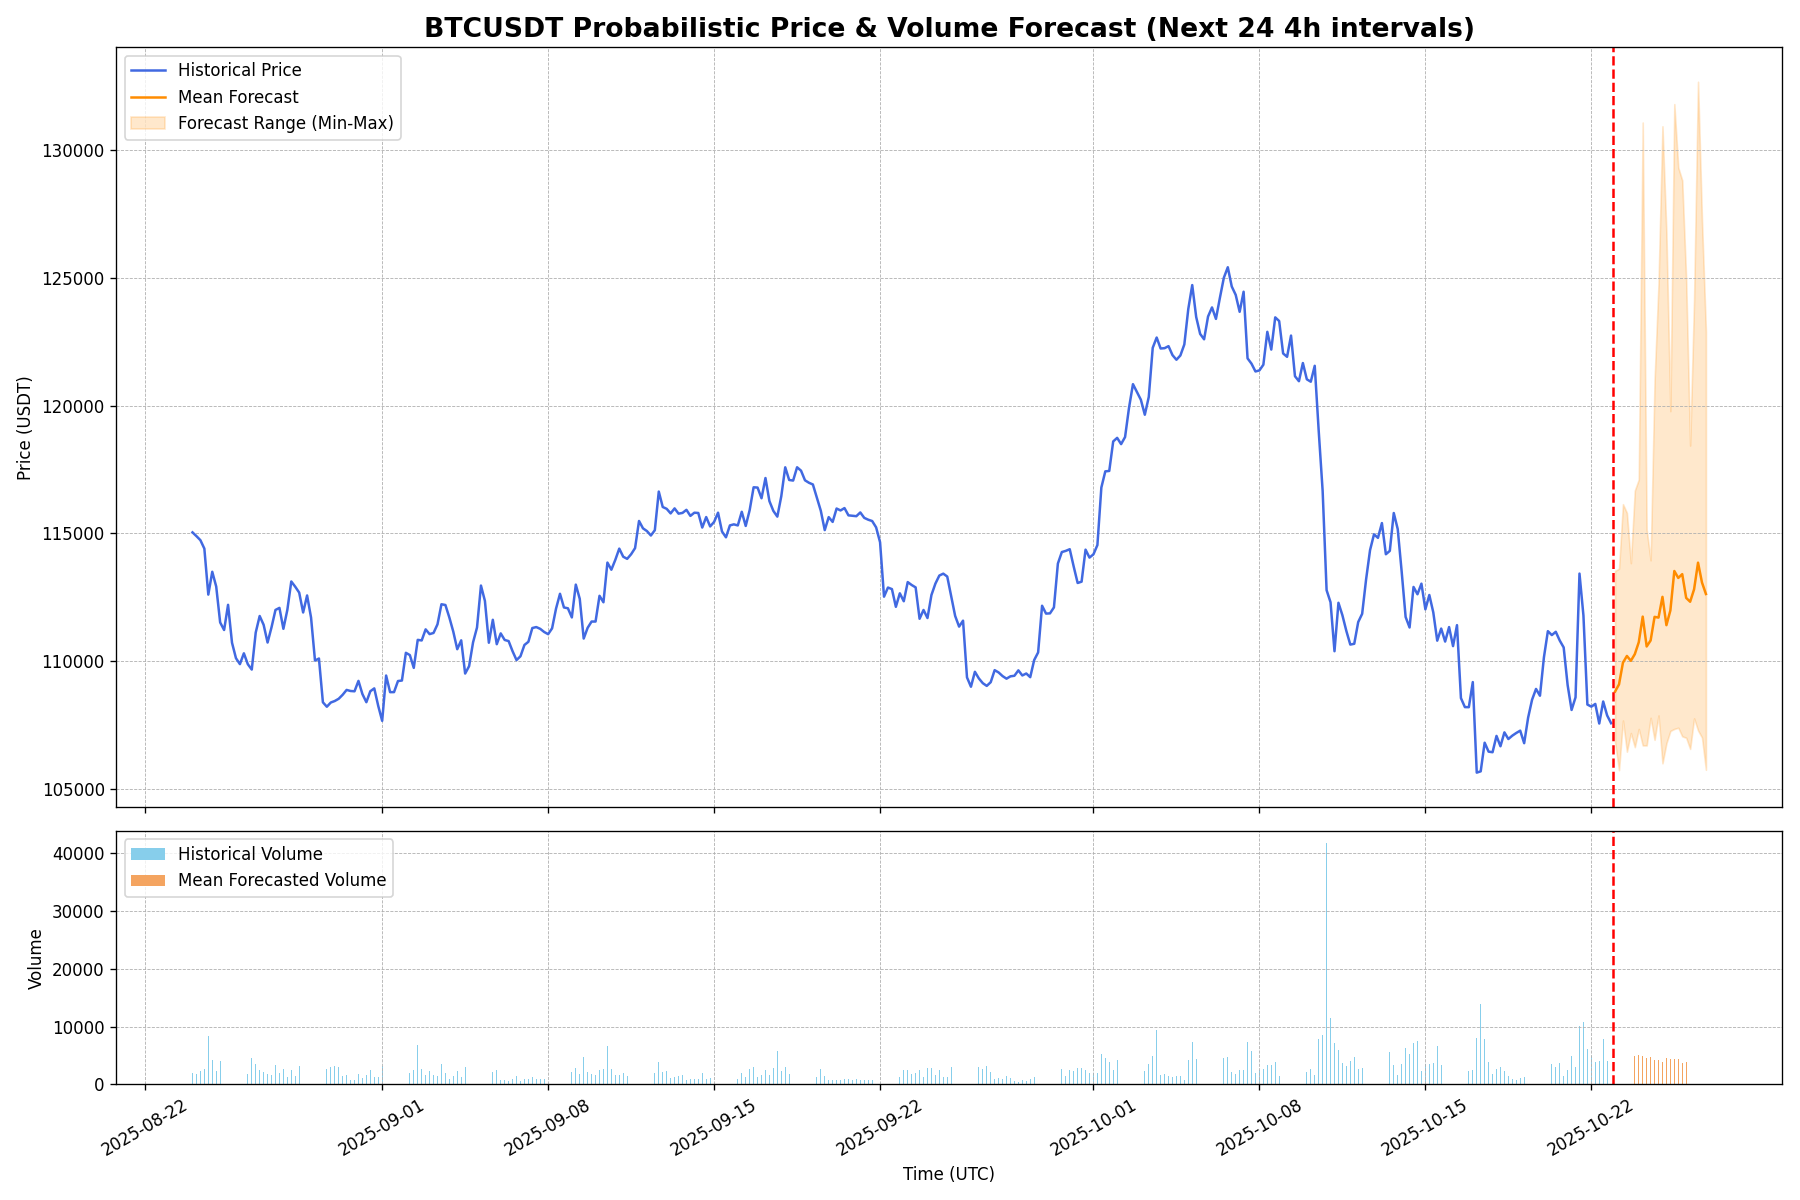 BTCUSDT Probabilistic Price & Volume Forecast (Next 24 4h intervals)
Historical Price
Mean Forecast
Forecast Range (Min-Max)
130000
125000
120000
115000
110000
105000
Price (USDT)
Historical Volume
Mean Forecasted Volume
40000
30000
20000
10000
0
Volume
2025-08-22
2025-09-01
2025-09-08
2025-09-15
2025-09-22
2025-10-01
2025-10-08
2025-10-15
2025-10-22
Time (UTC)